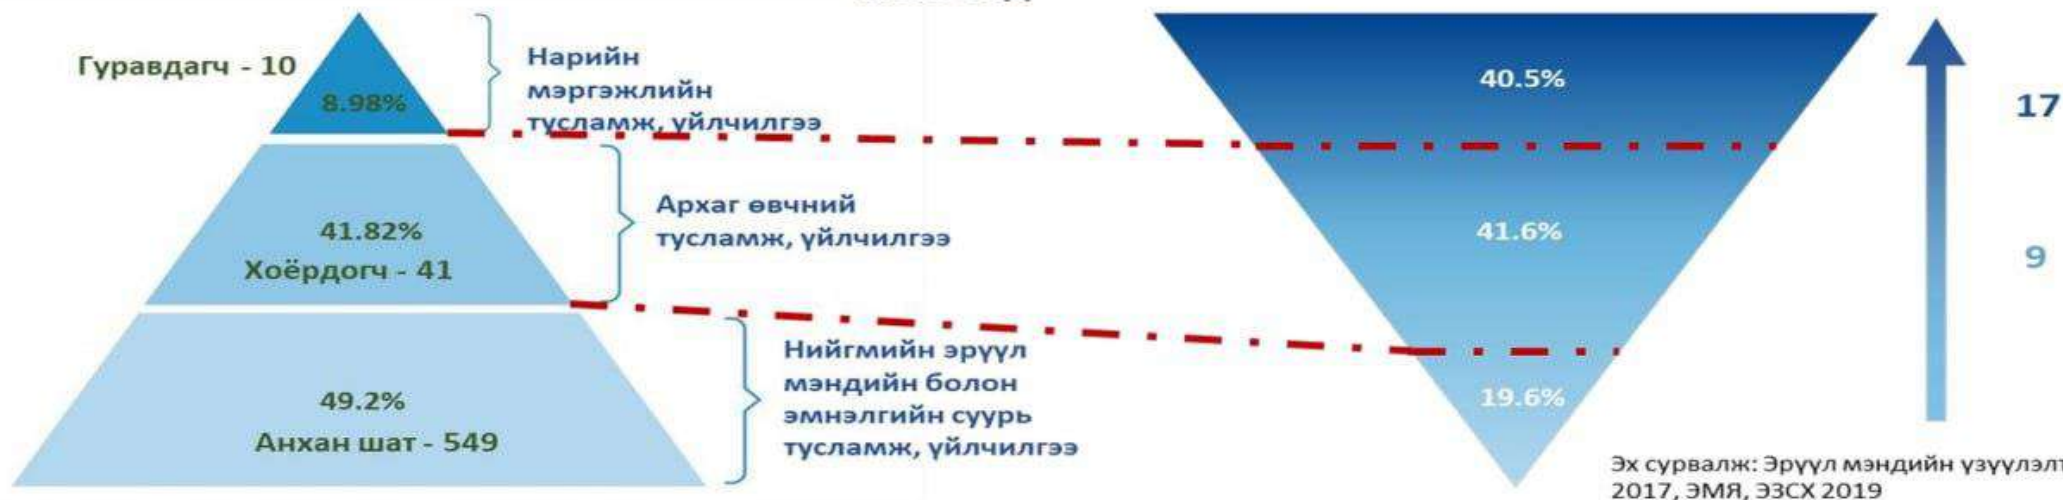 Гуравдагч - 10
8.98%
Нарийн
мэргэжлийн
тусламж, үйлчилгээ
41.82%
Хоёрдогч - 41
Архаг өвчний
тусламж, үйлчилгээ
49.2%
Анхан шат - 549
Нийгмийн эрүүл
мэндийн болон
эмнэлгийн суурь
тусламж, үйлчилгээ
40.5%
41.6%
19.6%
17
9
Эх сурвалж: Эрүүл мэндийн үзүүлэлт
2017, ЭМЯ, ЭЗСХ 2019